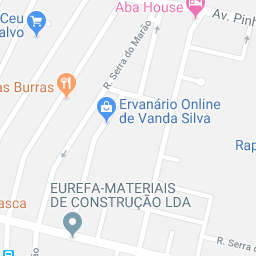 Ceu
alvo
Aba House
Av. Pinh
R. Serra do Marão
as Burras
Ervanário Online
de Vanda Silva
Rap
EUREFA-MATERIAIS
DE CONSTRUÇÃO LDA
asca
R. Serra d